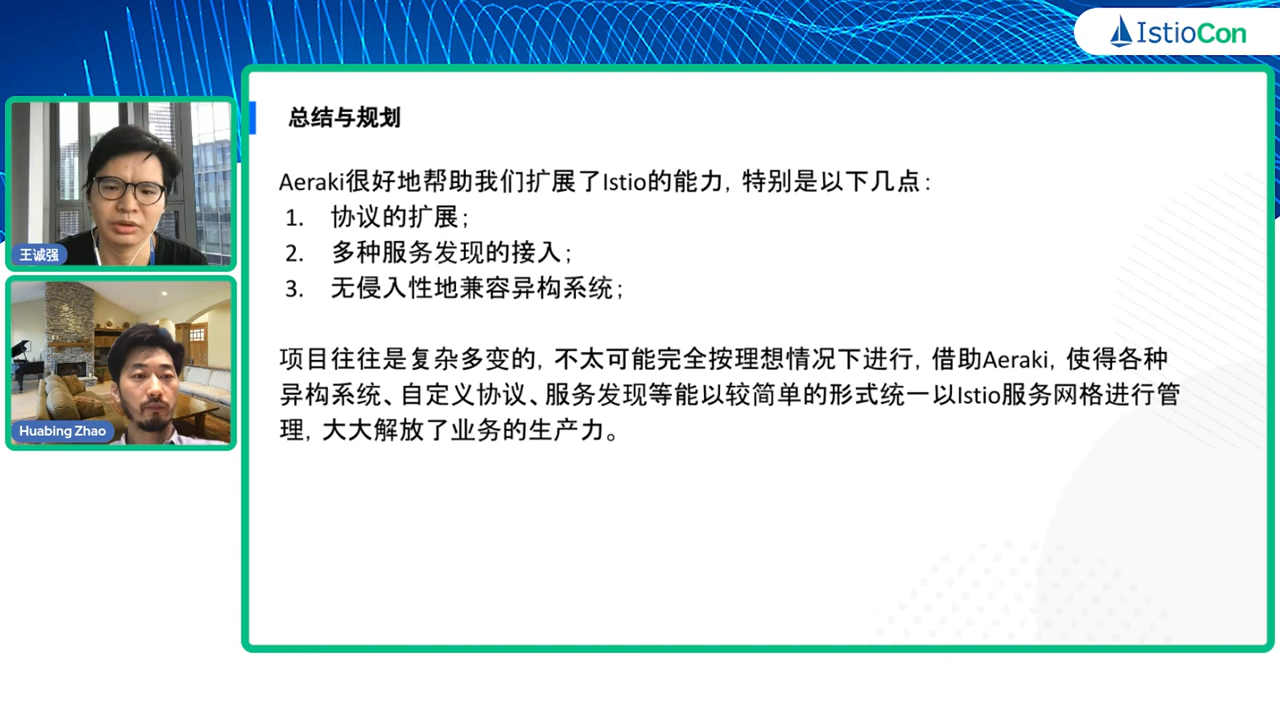 IstioCon
总结与规划
Aeraki很好地帮助我们扩展了Istio的能力，特别是以下几点：
1. 协议的扩展；
2. 多种服务发现的接入；
3. 无侵入性地兼容异构系统；
项目往往是复杂多变的，不太可能完全按理想情况下进行，借助Aeraki，使得各种
异构系统、自定义协议、服务发现等能以较简单的形式统一以Istio服务网格进行管
理，大大解放了业务的生产力。
王诚强
Huabing Zhao